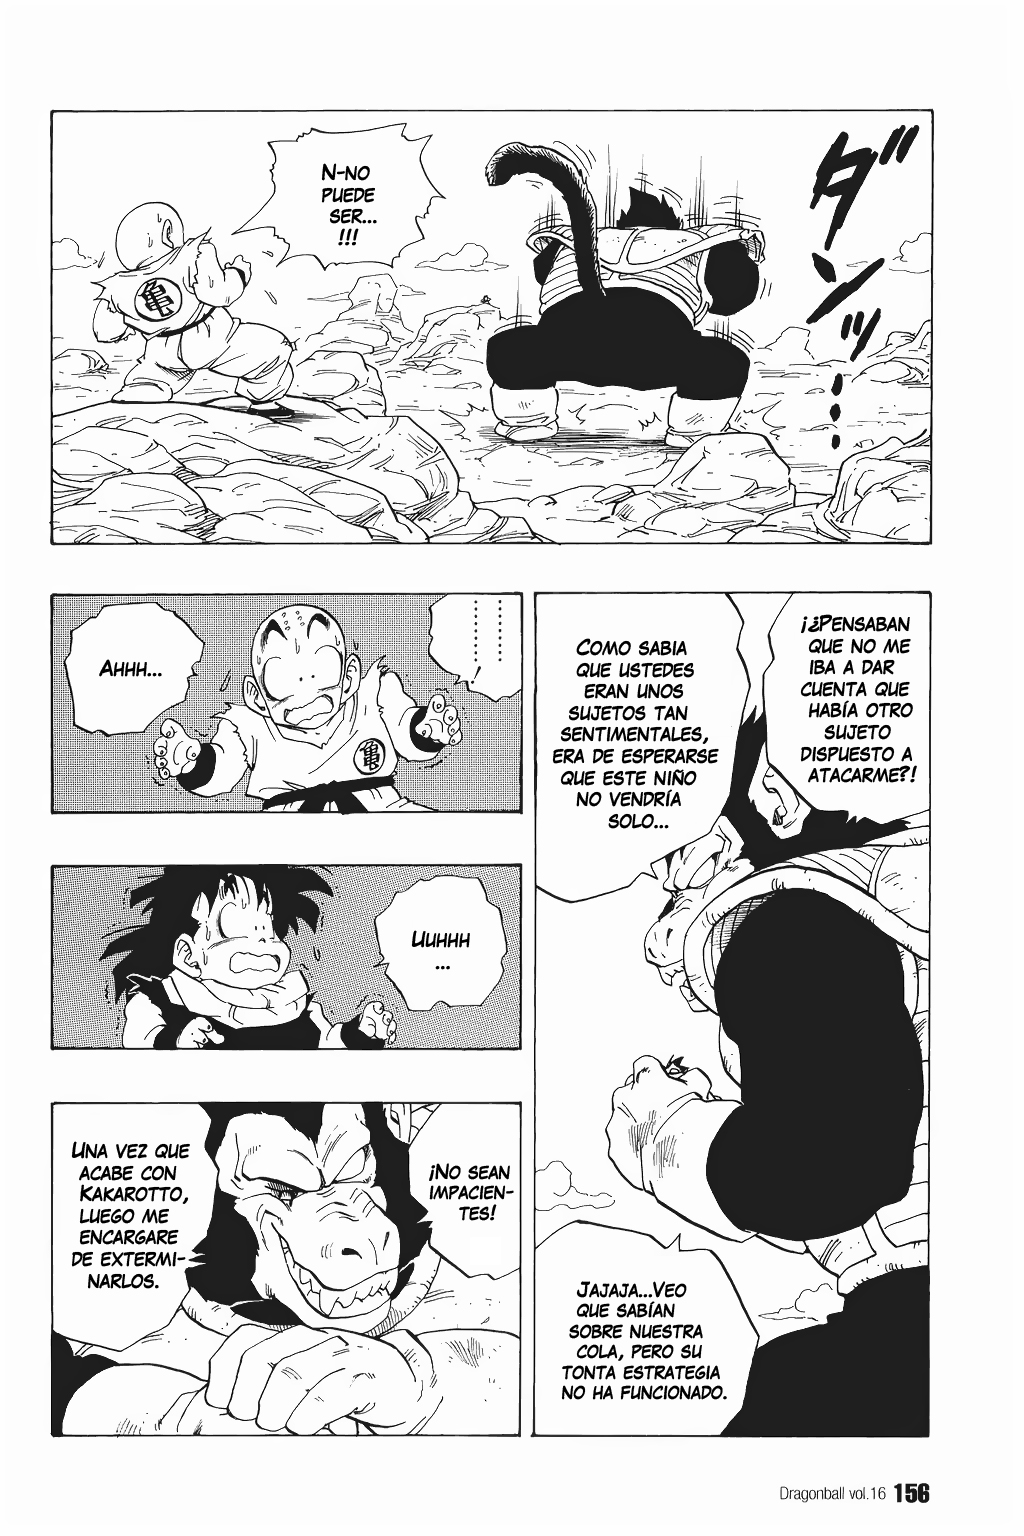 N-NO
PUEDE
SER...
!!!
ダンッ...
¡¿PENSABAN
QUE NO ME
IBA A DAR
CUENTA QUE
HABÍA OTRO
SUJETO
DISPUESTO A
ATACARME?!
COMO SABIA
QUE USTEDES
ERAN UNOS
SUJETOS TAN
SENTIMENTALES,
ERA DE ESPERARSE
QUE ESTE NIÑO
NO VENDRÍA
SOLO...
JAJAJA...VEO
QUE SABÍAN
SOBRE NUESTRA
COLA, PERO SU
TONTA ESTRATEGIA
NO HA FUNCIONADO.
.......!
AHHH...
亀
亀
UUHHH
...
¡NO SEAN
IMPACIEN-
TES!
UNA VEZ QUE
ACABE CON
KAKAROTTO,
LUEGO ME
ENCARGARE
DE EXTERMI-
NARLOS.
Dragonball vol.16 156